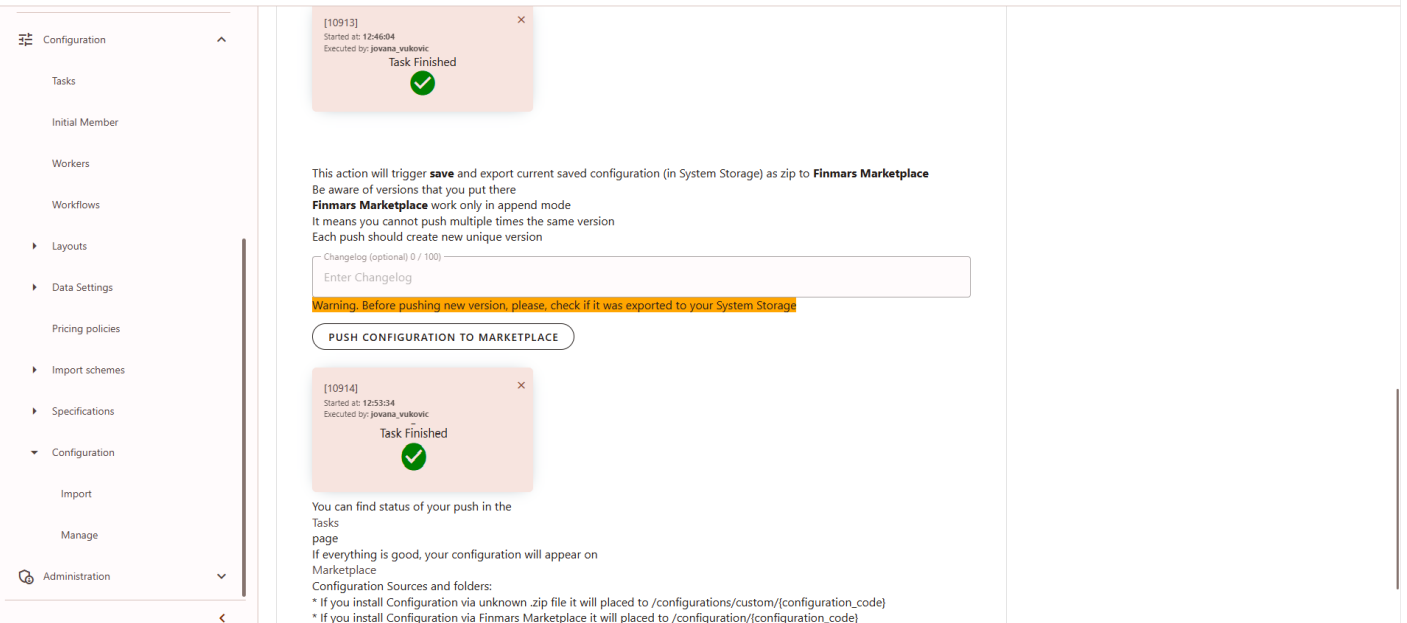 Configuration
Tasks
Initial Member
Workers
Workflows
Layouts
Data Settings
Pricing policies
Import schemes
Specifications
Configuration
Import
Manage
Administration
[10913]
Started at: 12:46:04
Executed by: jovana_vukovic
Task Finished
This action will trigger save and export current saved configuration (in System Storage) as zip to Finmars Marketplace
Be aware of versions that you put there
Finmars Marketplace work only in append mode
It means you cannot push multiple times the same version
Each push should create new unique version
Changelog (optional) 0 / 100)
Enter Changelog
Warning. Before pushing new version, please, check if it was exported to your System Storage
PUSH CONFIGURATION TO MARKETPLACE
[10914]
Started at: 12:53:34
Executed by: jovana_vukovic
Task Finished
You can find status of your push in the
Tasks
page
If everything is good, your configuration will appear on
Marketplace
Configuration Sources and folders:
* If you install Configuration via unknown .zip file it will placed to /configurations/custom/{configuration_code}
* If you install Configuration via Finmars Marketplace it will placed to /configuration/{configuration_code}